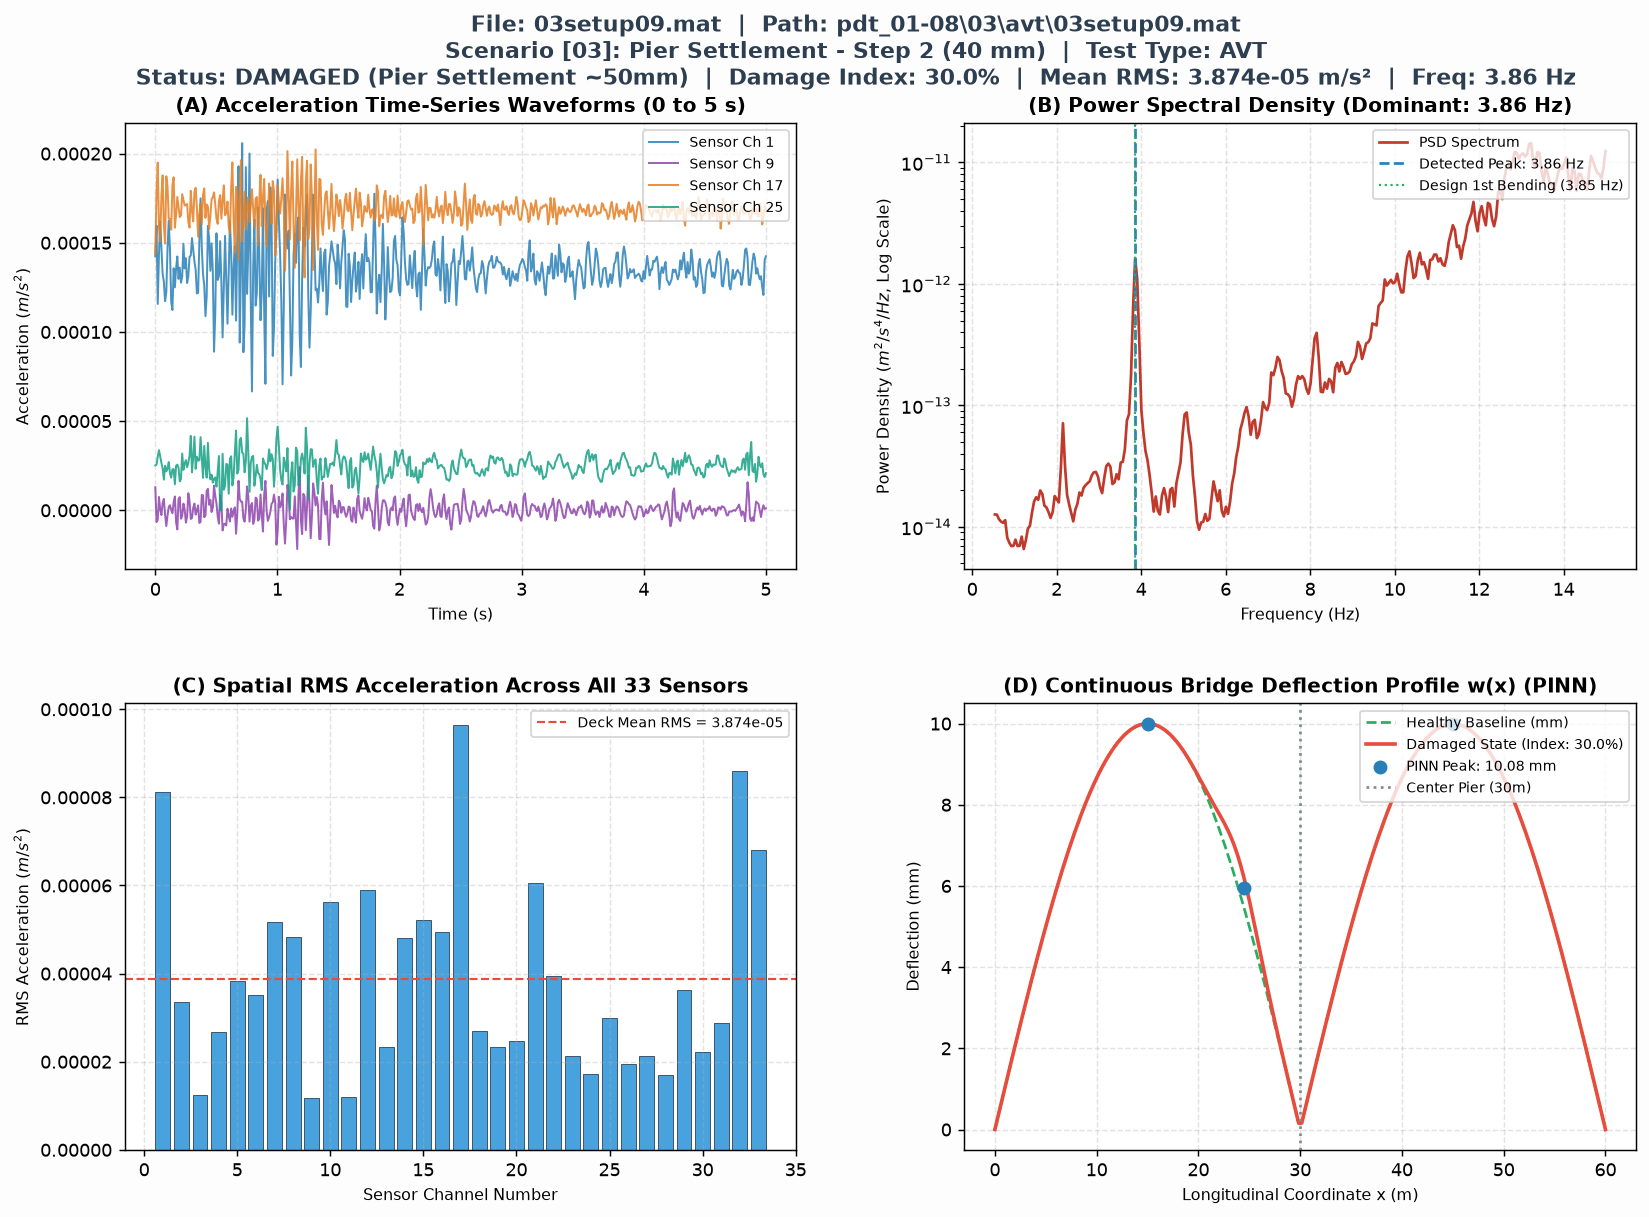 File: 03setup09.mat  |  Path: pdt_01-08\03\avt\03setup09.mat
Scenario [03]: Pier Settlement - Step 2 (40 mm)  |  Test Type: AVT
Status: DAMAGED (Pier Settlement ~50mm)  |  Damage Index: 30.0%  |  Mean RMS: 3.874e-05 m/s²  |  Freq: 3.86 Hz
(A) Acceleration Time-Series Waveforms (0 to 5 s)
Acceleration (m/s²)
0.00020
0.00015
0.00010
0.00005
0.00000
Sensor Ch 1
Sensor Ch 9
Sensor Ch 17
Sensor Ch 25
0 1 2 3 4 5
Time (s)
(B) Power Spectral Density (Dominant: 3.86 Hz)
Power Density (m²/s⁴/Hz, Log Scale)
10⁻¹¹
10⁻¹²
10⁻¹³
10⁻¹⁴
PSD Spectrum
Detected Peak: 3.86 Hz
Design 1st Bending (3.85 Hz)
0 2 4 6 8 10 12 14
Frequency (Hz)
(C) Spatial RMS Acceleration Across All 33 Sensors
RMS Acceleration (m/s²)
0.00010
0.00008
0.00006
0.00004
0.00002
0.00000
Deck Mean RMS = 3.874e-05
0 5 10 15 20 25 30 35
Sensor Channel Number
(D) Continuous Bridge Deflection Profile w(x) (PINN)
Deflection (mm)
10
8
6
4
2
0
Healthy Baseline (mm)
Damaged State (Index: 30.0%)
PINN Peak: 10.08 mm
Center Pier (30m)
0 10 20 30 40 50 60
Longitudinal Coordinate x (m)